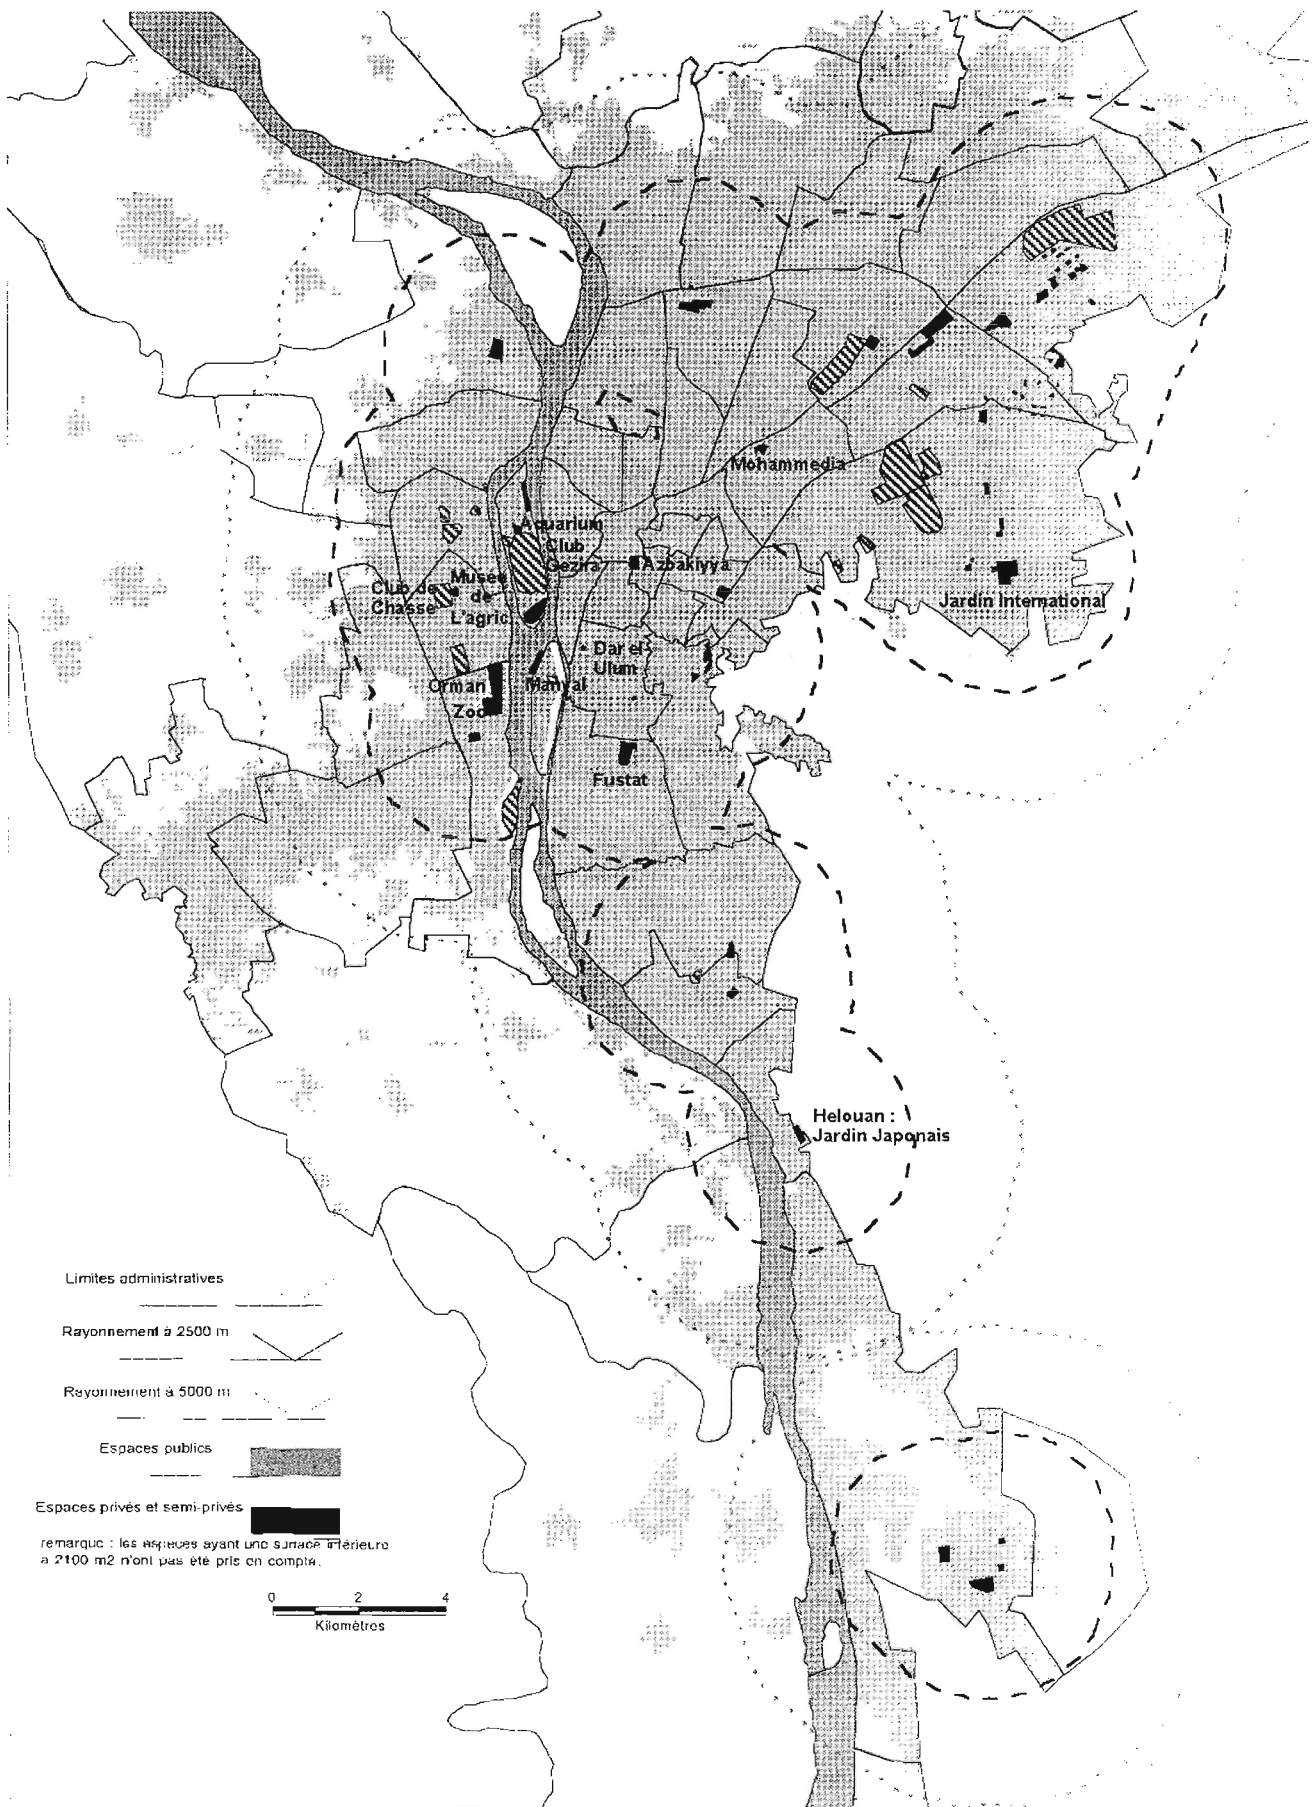 Mohammedia
Aquarium
Club
Gezira
Azbakiyya
Club de
Chasse
Musée
de
L'agric.
Jardin International
Dar el
Ulum
Orman
Manyal
Zoo
Fustat
Helouan :
Jardin Japonais
Limites administratives
Rayonnement à 2500 m
Rayonnement à 5000 m
Espaces publics
Espaces privés et semi-privés
remarque : les espaces ayant une surface inférieure
à 2100 m2 n'ont pas été pris en compte.
0 2 4
Kilomètres